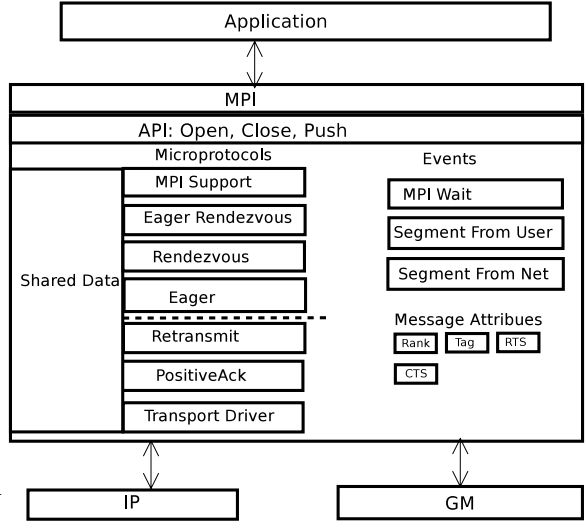 Application
MPI
API: Open, Close, Push
Microprotocols
MPI Support
Eager Rendezvous
Rendezvous
Eager
Retransmit
PositiveAck
Transport Driver
Shared Data
Events
MPI Wait
Segment From User
Segment From Net
Message Attribues
Rank Tag RTS
CTS
IP
GM